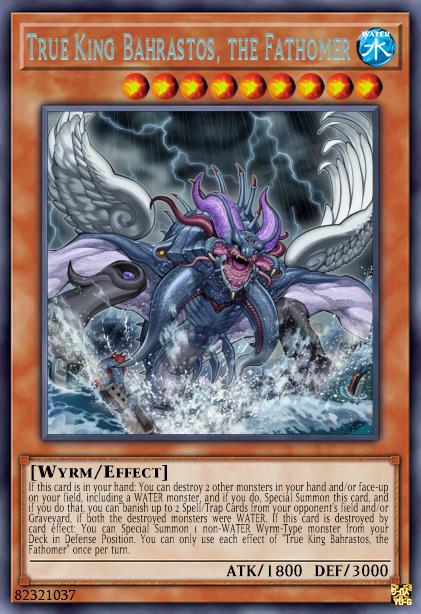 True King Bahrastos, the Fathomer
WATER
水
[Wyrm/Effect]
If this card is in your hand: You can destroy 2 other monsters in your hand and/or face-up
on your field, including a WATER monster, and if you do, Special Summon this card, and
if you do that, you can banish up to 2 Spell/Trap Cards from your opponent's field and/or
Graveyard, if both the destroyed monsters were WATER. If this card is destroyed by
card effect: You can Special Summon 1 non-WATER Wyrm-Type monster from your
Deck in Defense Position. You can only use each effect of "True King Bahrastos, the
Fathomer" once per turn.
ATK/1800 DEF/3000
82321037